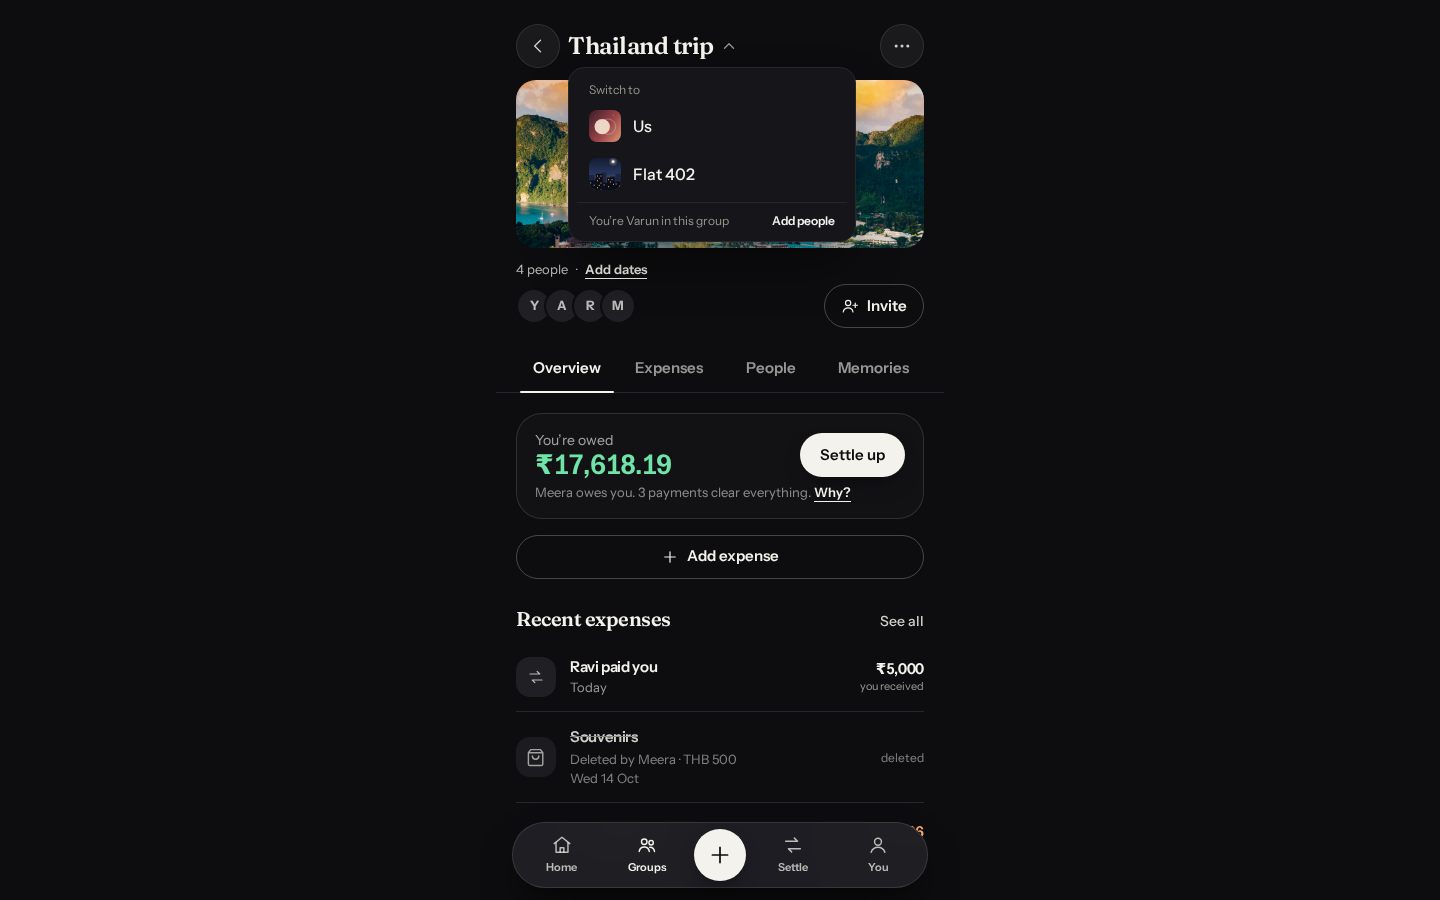 Thailand trip
Switch to
Us
Flat 402
You're Varun in this group Add people
4 people · Add dates
Y A R M
Invite
Overview Expenses People Memories
You're owed
₹17,618.19
Settle up
Meera owes you. 3 payments clear everything. Why?
Add expense
Recent expenses See all
Ravi paid you
₹5,000
Today
you received
Souvenirs
Deleted by Meera · THB 500
deleted
Wed 14 Oct
Home Groups Settle You